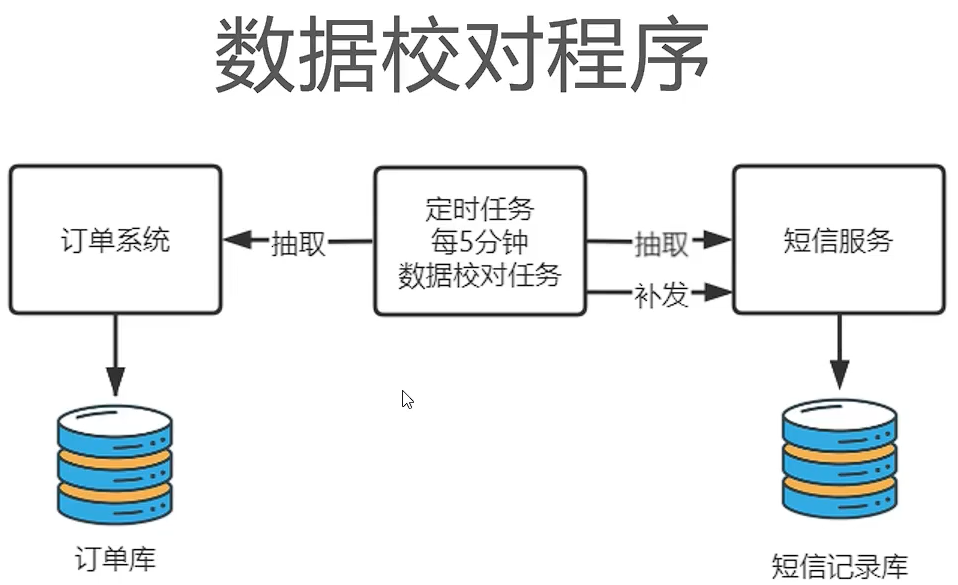 数据校对程序
订单系统
抽取
定时任务
每5分钟
数据校对任务
抽取
补发
短信服务
订单库
短信记录库